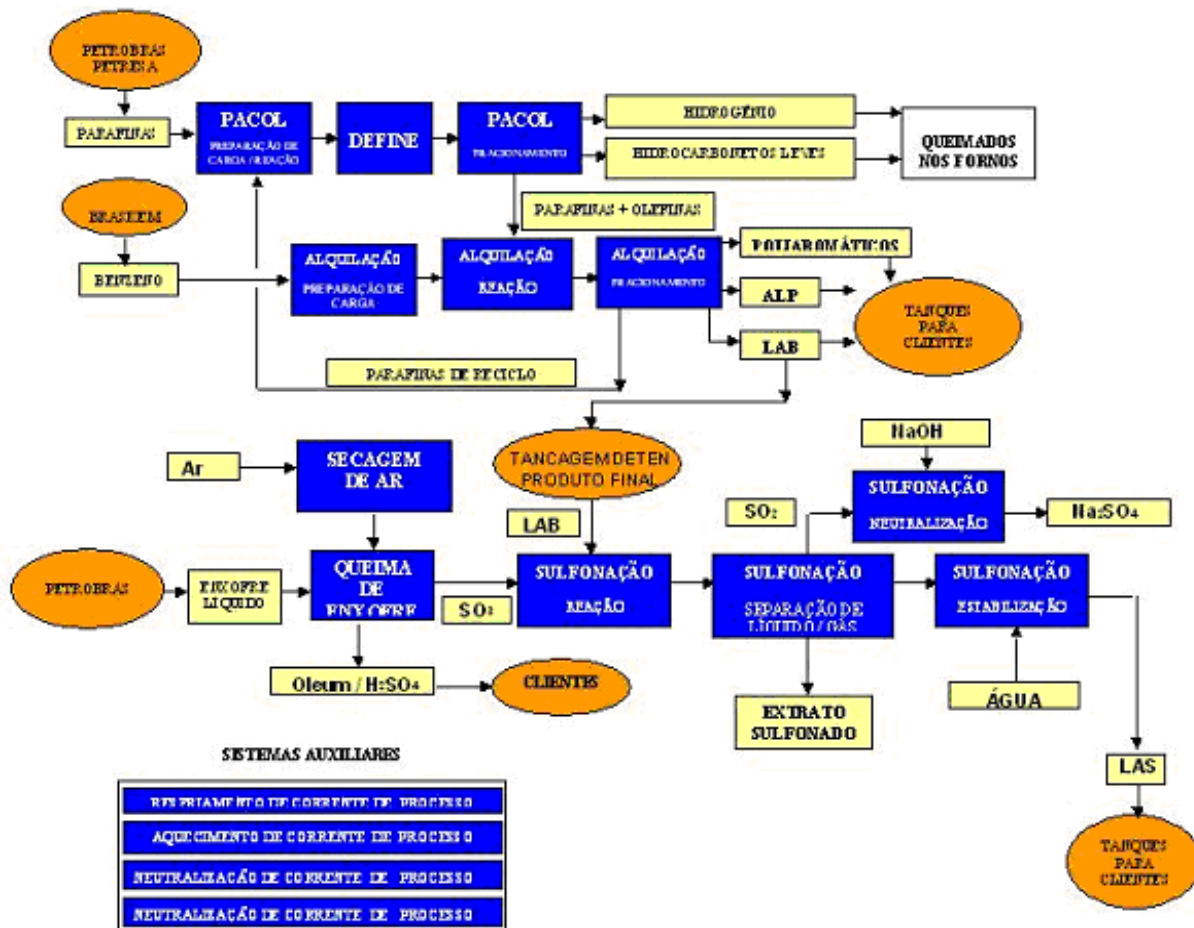 PETROBRAS
PETRESA
PARAFINAS
PACOL
PREPARAÇÃO DE
CARGA / REAÇÃO
DEFINE
PACOL
FRACIONAMENTO
HIDROGÊNIO
HIDROCARBONETOS LEVES
QUEIMADOS
NOS FORNOS
PARAFINAS + OLEFINAS
BRASKEM
BENZENO
ALQUILAÇÃO
PREPARAÇÃO DE
CARGA
ALQUILAÇÃO
REAÇÃO
ALQUILAÇÃO
FRACIONAMENTO
POLIAROMÁTICOS
ALP
LAB
TANQUES
PARA
CLIENTES
PARAFINAS DE RECICLO
Ar
SECAGEM
DE AR
TANCAGEM DETEN
PRODUTO FINAL
LAB
NaOH
SO₂
SULFONAÇÃO
NEUTRALIZAÇÃO
Na₂SO₄
PETROBRAS
ENXOFRE
LÍQUIDO
QUEIMA
DE
ENXOFRE
SO₃
SULFONAÇÃO
REAÇÃO
SULFONAÇÃO
SEPARAÇÃO DE
LÍQUIDO / GÁS
SULFONAÇÃO
ESTABILIZAÇÃO
Oleum / H₂SO₄
CLIENTES
EXTRATO
SULFONADO
ÁGUA
LAS
TANQUES
PARA
CLIENTES
SISTEMAS AUXILIARES
RESFRIAMENTO DE CORRENTE DE PROCESSO
AQUECIMENTO DE CORRENTE DE PROCESSO
NEUTRALIZAÇÃO DE CORRENTE DE PROCESSO
NEUTRALIZAÇÃO DE CORRENTE DE PROCESSO